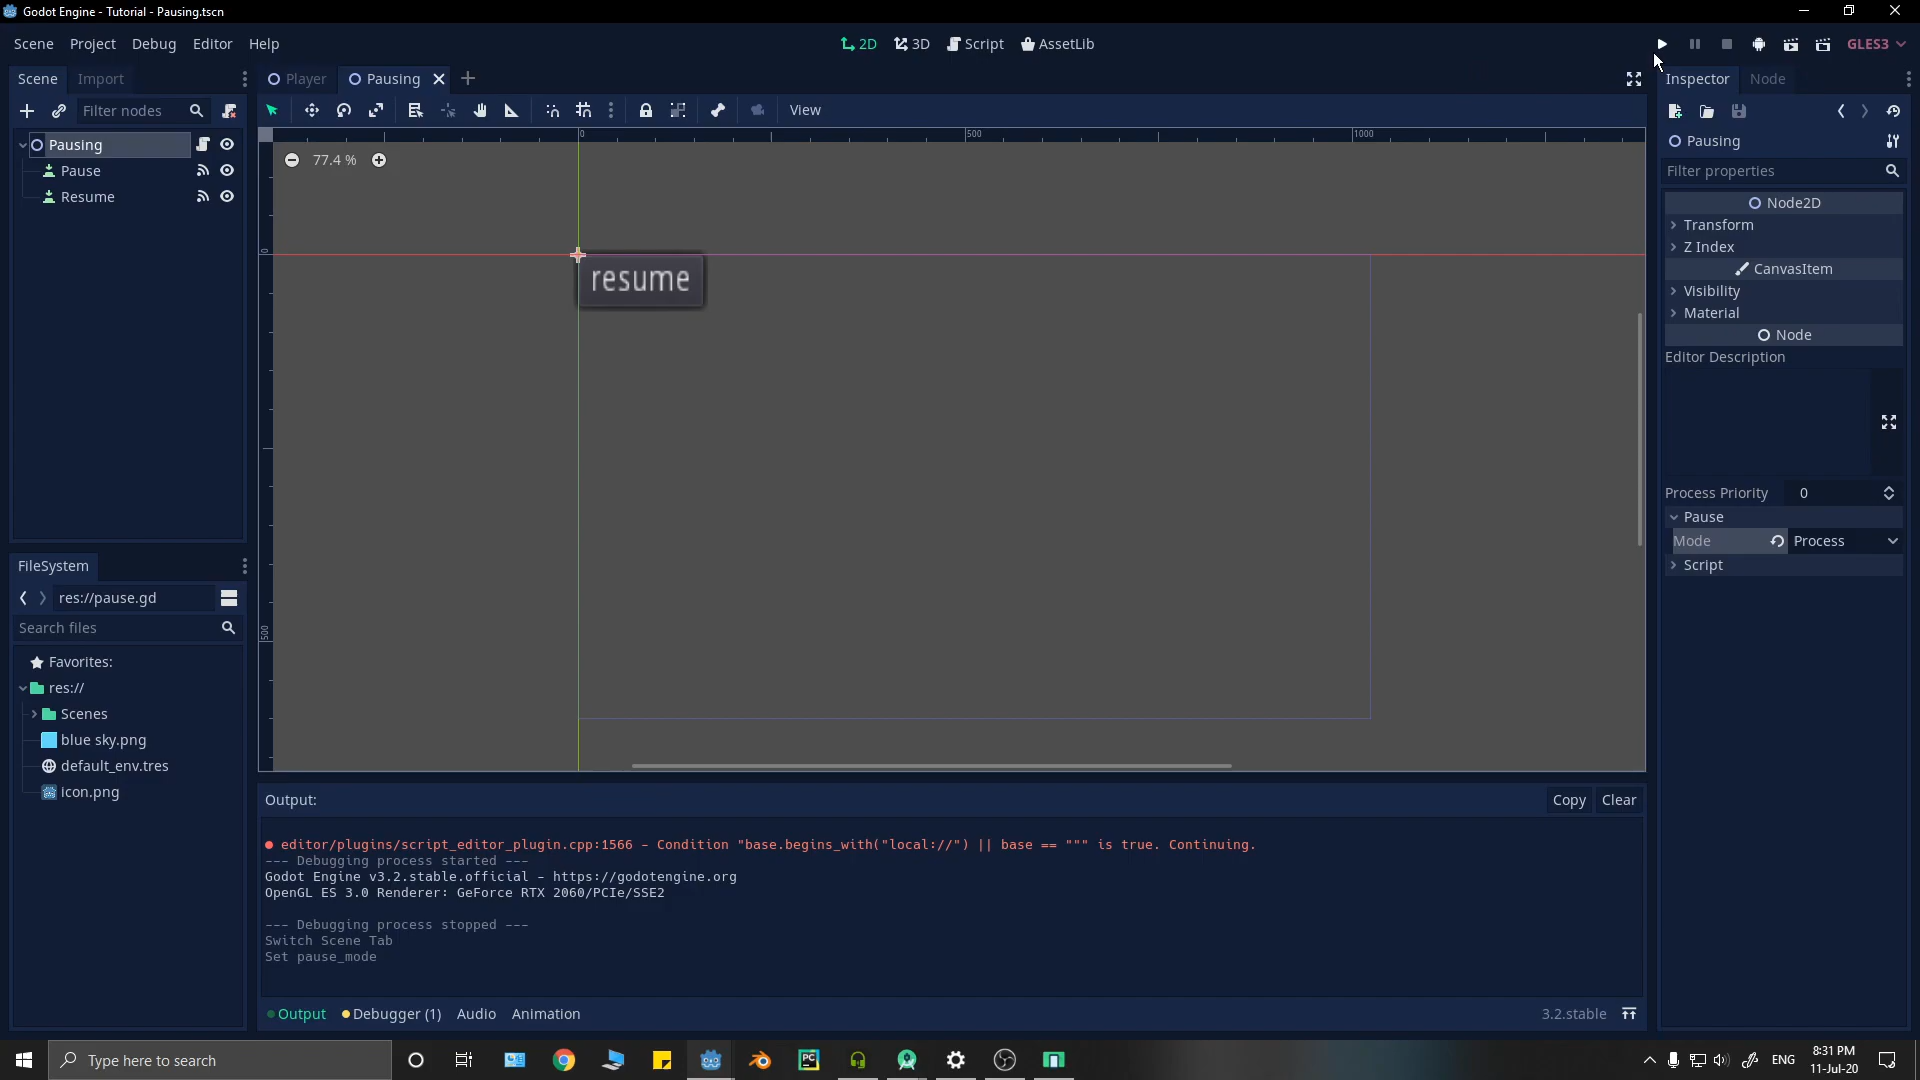 Godot Engine - Tutorial - Pausing.tscn
Scene Project Debug Editor Help
2D 3D Script AssetLib
GLES3
Scene Import
Player Pausing
Inspector Node
Filter nodes
View
Pausing
Pause
Resume
77.4 %
0 500 1000
0
500
resume
Pausing
Filter properties
Node2D
Transform
Z Index
CanvasItem
Visibility
Material
Node
Editor Description
Process Priority 0
Pause
Mode Process
Script
FileSystem
res://pause.gd
Search files
Favorites:
res://
Scenes
blue sky.png
default_env.tres
icon.png
Output:
Copy Clear
editor/plugins/script_editor_plugin.cpp:1566 - Condition "base.begins_with("local://") || base == """ is true. Continuing.
--- Debugging process started ---
Godot Engine v3.2.stable.official - https://godotengine.org
OpenGL ES 3.0 Renderer: GeForce RTX 2060/PCIe/SSE2
--- Debugging process stopped ---
Switch Scene Tab
Set pause_mode
Output Debugger (1) Audio Animation
3.2.stable
Type here to search
PC
ENG
8:31 PM
11-Jul-20